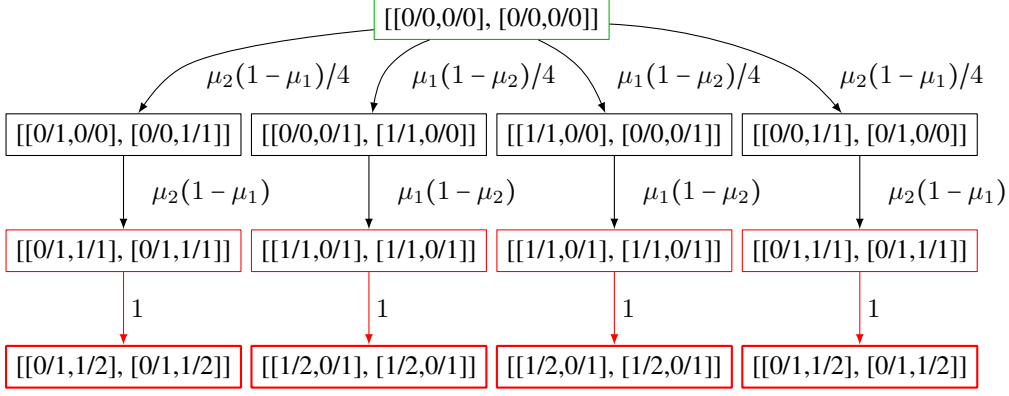 [[0/0,0/0], [0/0,0/0]]
μ₂(1 − μ₁)/4 μ₁(1 − μ₂)/4 μ₁(1 − μ₂)/4 μ₂(1 − μ₁)/4
[[0/1,0/0], [0/0,1/1]] [[0/0,0/1], [1/1,0/0]] [[1/1,0/0], [0/0,0/1]] [[0/0,1/1], [0/1,0/0]]
μ₂(1 − μ₁) μ₁(1 − μ₂) μ₁(1 − μ₂) μ₂(1 − μ₁)
[[0/1,1/1], [0/1,1/1]] [[1/1,0/1], [1/1,0/1]] [[1/1,0/1], [1/1,0/1]] [[0/1,1/1], [0/1,1/1]]
1 1 1 1
[[0/1,1/2], [0/1,1/2]] [[1/2,0/1], [1/2,0/1]] [[1/2,0/1], [1/2,0/1]] [[0/1,1/2], [0/1,1/2]]